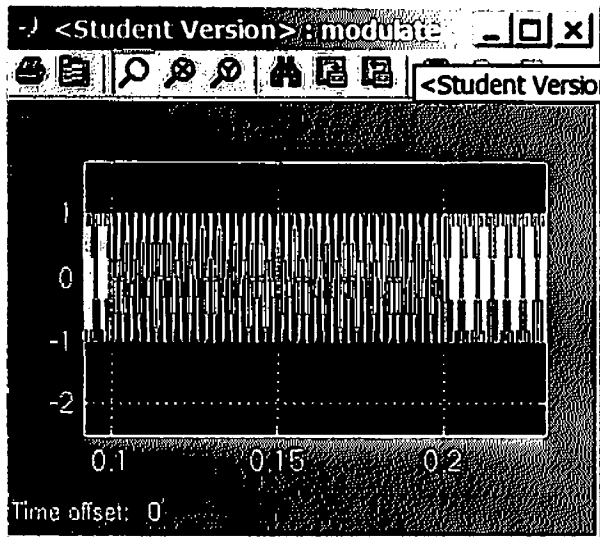 <Student Version> : modulate
<Student Version
1
0
-1
-2
0.1 0.15 0.2
Time offset: 0